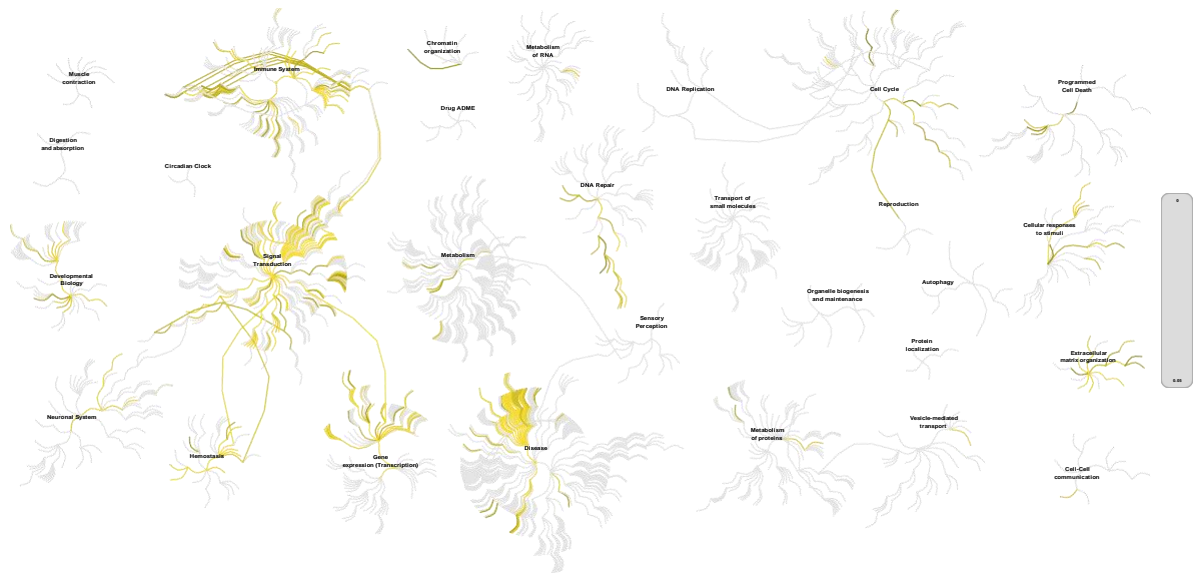 Muscle
contraction
Immune System
Chromatin
organization
Metabolism
of RNA
DNA Replication
Cell Cycle
Programmed
Cell Death
Drug ADME
Digestion
and absorption
Circadian Clock
DNA Repair
Transport of
small molecules
Reproduction
0
Cellular responses
to stimuli
Signal
Transduction
Metabolism
Developmental
Biology
Autophagy
Organelle biogenesis
and maintenance
Sensory
Perception
Protein
localization
Extracellular
matrix organization
0.05
Neuronal System
Hemostasis
Gene
expression (Transcription)
Disease
Metabolism
of proteins
Vesicle-mediated
transport
Cell-Cell
communication